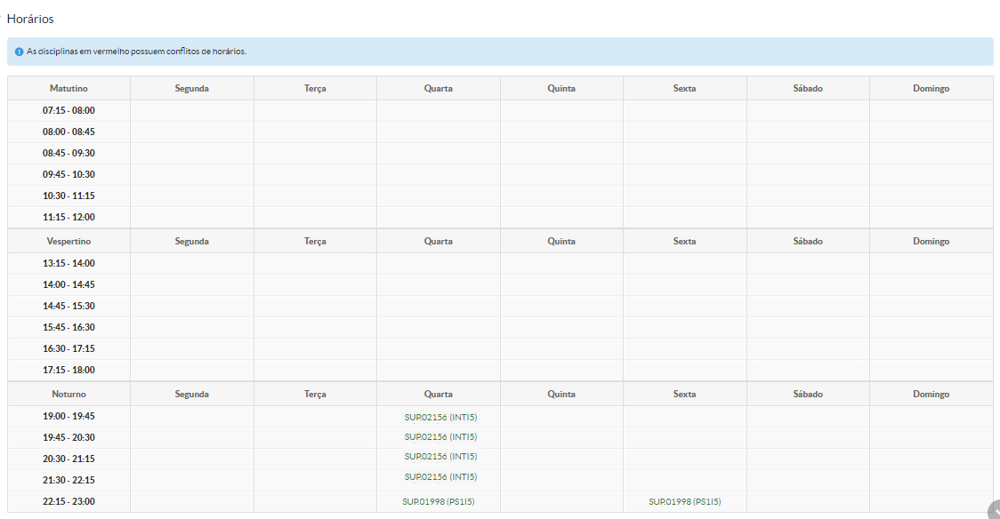 Horários
As disciplinas em vermelho possuem conflitos de horários.
Matutino Segunda Terça Quarta Quinta Sexta Sábado Domingo
07:15 - 08:00
08:00 - 08:45
08:45 - 09:30
09:45 - 10:30
10:30 - 11:15
11:15 - 12:00
Vespertino Segunda Terça Quarta Quinta Sexta Sábado Domingo
13:15 - 14:00
14:00 - 14:45
14:45 - 15:30
15:45 - 16:30
16:30 - 17:15
17:15 - 18:00
Noturno Segunda Terça Quarta Quinta Sexta Sábado Domingo
19:00 - 19:45 SUP.02156 (INTI5)
19:45 - 20:30 SUP.02156 (INTI5)
20:30 - 21:15 SUP.02156 (INTI5)
21:30 - 22:15 SUP.02156 (INTI5)
22:15 - 23:00 SUP.01998 (PS1I5) SUP.01998 (PS1I5)